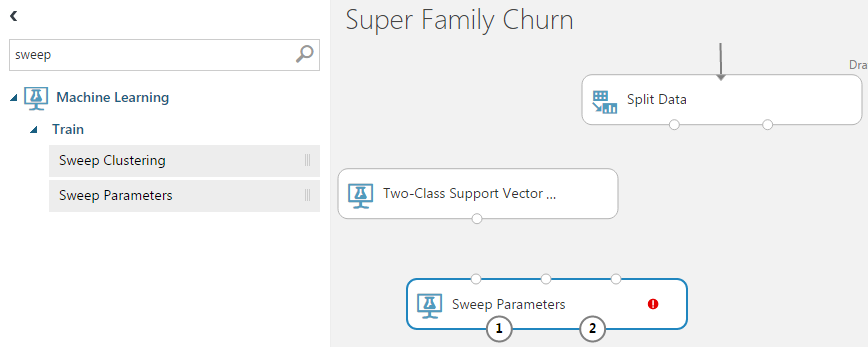 sweep
Machine Learning
Train
Sweep Clustering
Sweep Parameters
Super Family Churn
Dra
Split Data
Two-Class Support Vector ...
Sweep Parameters
1
2